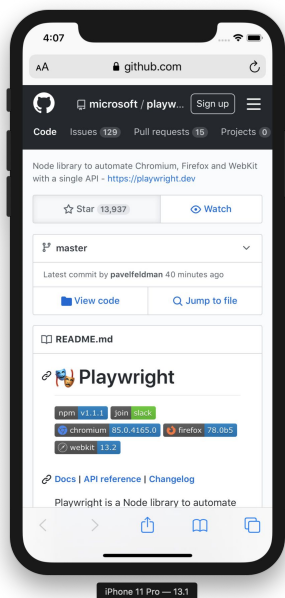 4:07
AA github.com
microsoft / playw... Sign up
Code Issues 129 Pull requests 15 Projects 0
Node library to automate Chromium, Firefox and WebKit
with a single API - https://playwright.dev
Star 13,937 Watch
master
Latest commit by pavelfeldman 40 minutes ago
View code Jump to file
README.md
Playwright
npm v1.1.1 join slack
chromium 85.0.4165.0 firefox 78.0b5
webkit 13.2
Docs | API reference | Changelog
Playwright is a Node library to automate
iPhone 11 Pro — 13.1